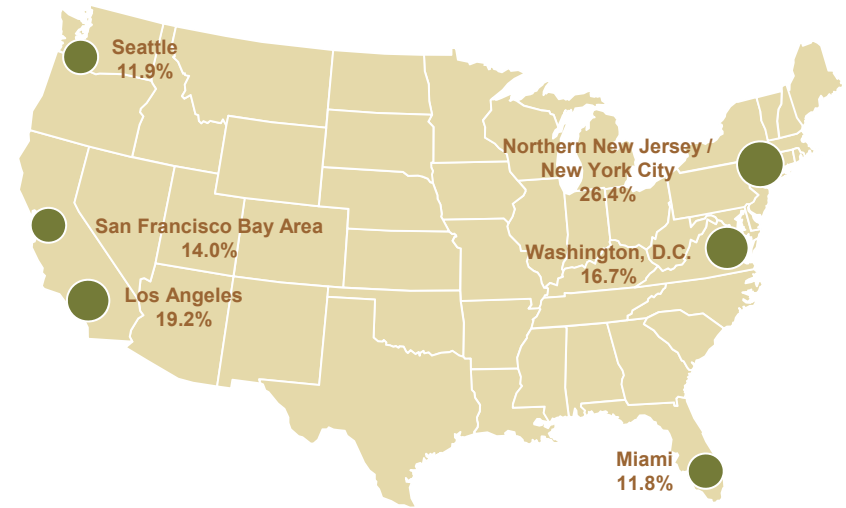 Seattle
11.9%
Northern New Jersey /
New York City
26.4%
San Francisco Bay Area
14.0%
Washington, D.C.
16.7%
Los Angeles
19.2%
Miami
11.8%